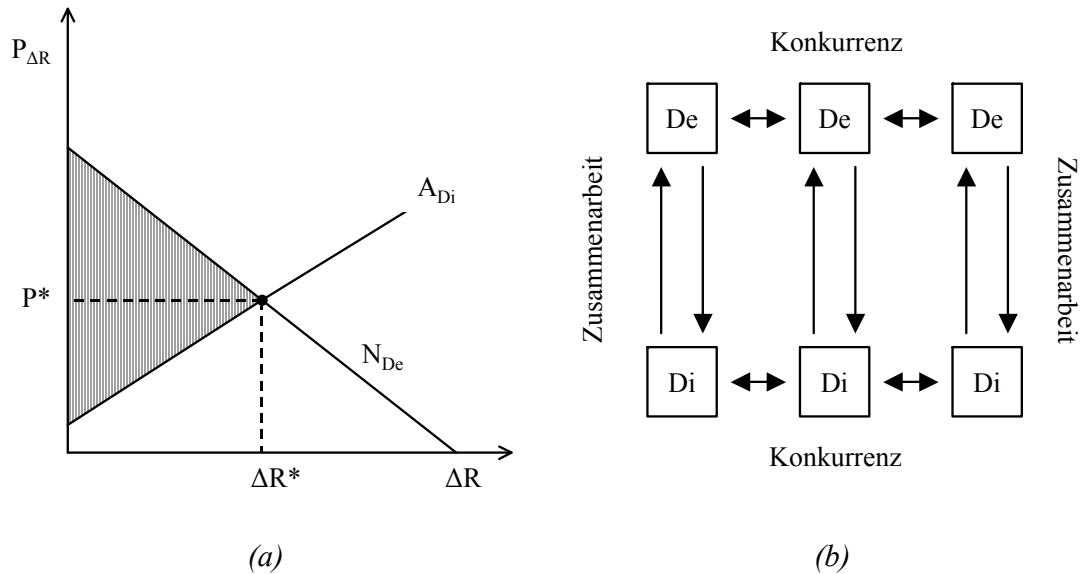 P_ΔR
A_Di
P*
N_De
ΔR*
ΔR
(a)
Konkurrenz
De
De
De
Zusammenarbeit
Zusammenarbeit
Di
Di
Di
Konkurrenz
(b)